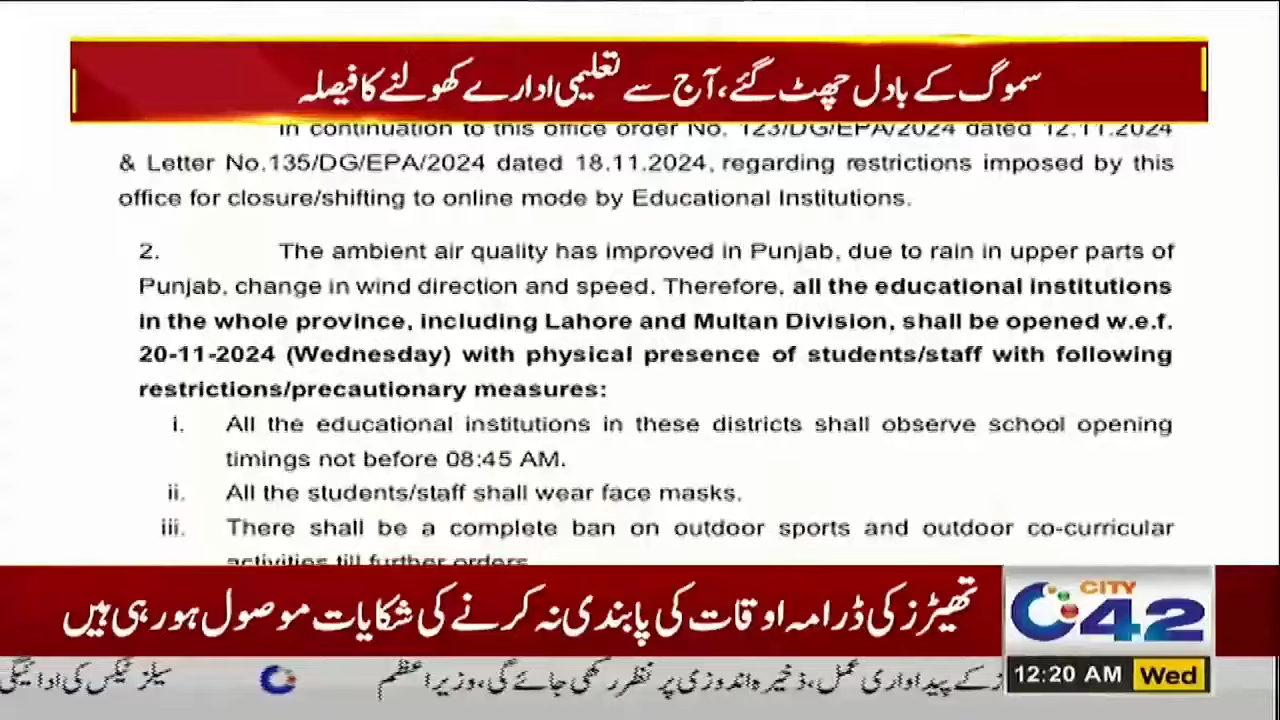 سموگ کے بادل چھٹ گئے، آج سے تعلیمی ادارے کھولنے کا فیصلہ
In continuation to this office order No. 123/DG/EPA/2024 dated 12.11.2024
& Letter No.135/DG/EPA/2024 dated 18.11.2024, regarding restrictions imposed by this
office for closure/shifting to online mode by Educational Institutions.
2. The ambient air quality has improved in Punjab, due to rain in upper parts of
Punjab, change in wind direction and speed. Therefore, all the educational institutions
in the whole province, including Lahore and Multan Division, shall be opened w.e.f.
20-11-2024 (Wednesday) with physical presence of students/staff with following
restrictions/precautionary measures:
i. All the educational institutions in these districts shall observe school opening
timings not before 08:45 AM.
ii. All the students/staff shall wear face masks.
iii. There shall be a complete ban on outdoor sports and outdoor co-curricular
activities till further orders.
تھیٹرز کی ڈرامہ اوقات کی پابندی نہ کرنے کی شکایات موصول ہو رہی ہیں
CITY
42
12:20 AM Wed
کے پیداواری عمل، ذخیرہ اندوزی پر نظر رکھی جائے گی، وزیراعظم
سیلز ٹیکس کی ادائیگی